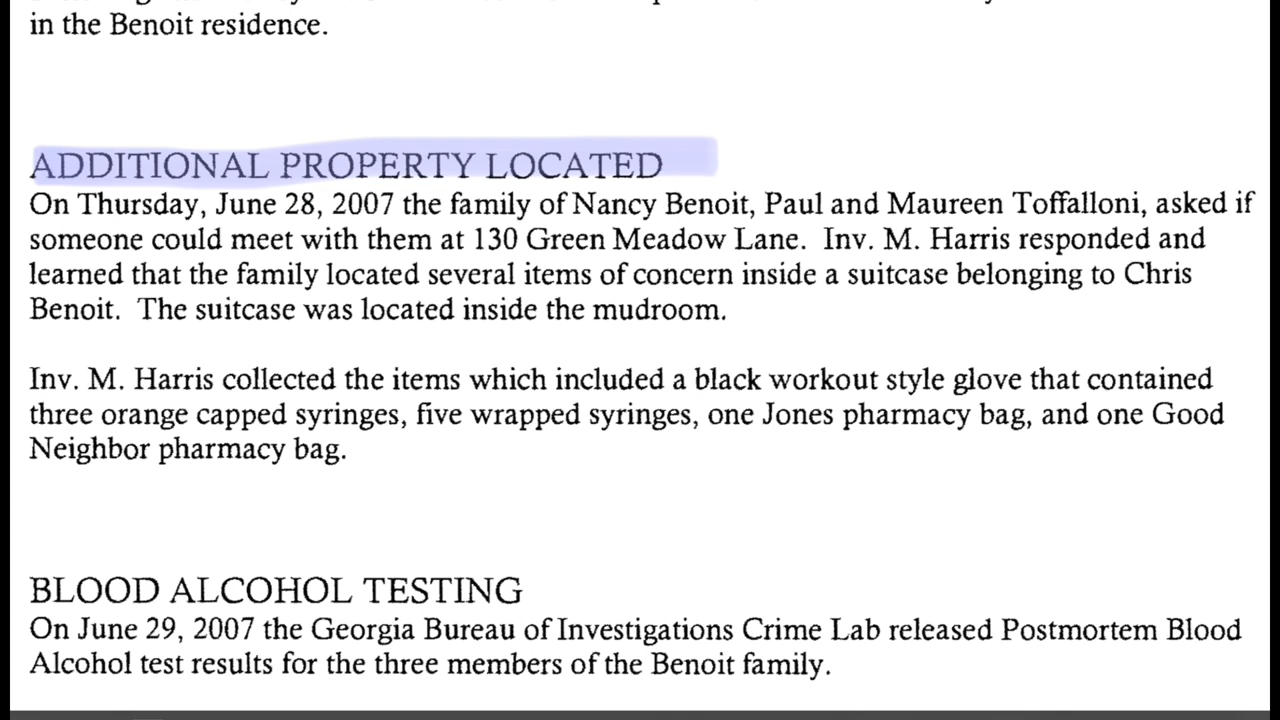 in the Benoit residence.
ADDITIONAL PROPERTY LOCATED
On Thursday, June 28, 2007 the family of Nancy Benoit, Paul and Maureen Toffalloni, asked if
someone could meet with them at 130 Green Meadow Lane. Inv. M. Harris responded and
learned that the family located several items of concern inside a suitcase belonging to Chris
Benoit. The suitcase was located inside the mudroom.
Inv. M. Harris collected the items which included a black workout style glove that contained
three orange capped syringes, five wrapped syringes, one Jones pharmacy bag, and one Good
Neighbor pharmacy bag.
BLOOD ALCOHOL TESTING
On June 29, 2007 the Georgia Bureau of Investigations Crime Lab released Postmortem Blood
Alcohol test results for the three members of the Benoit family.